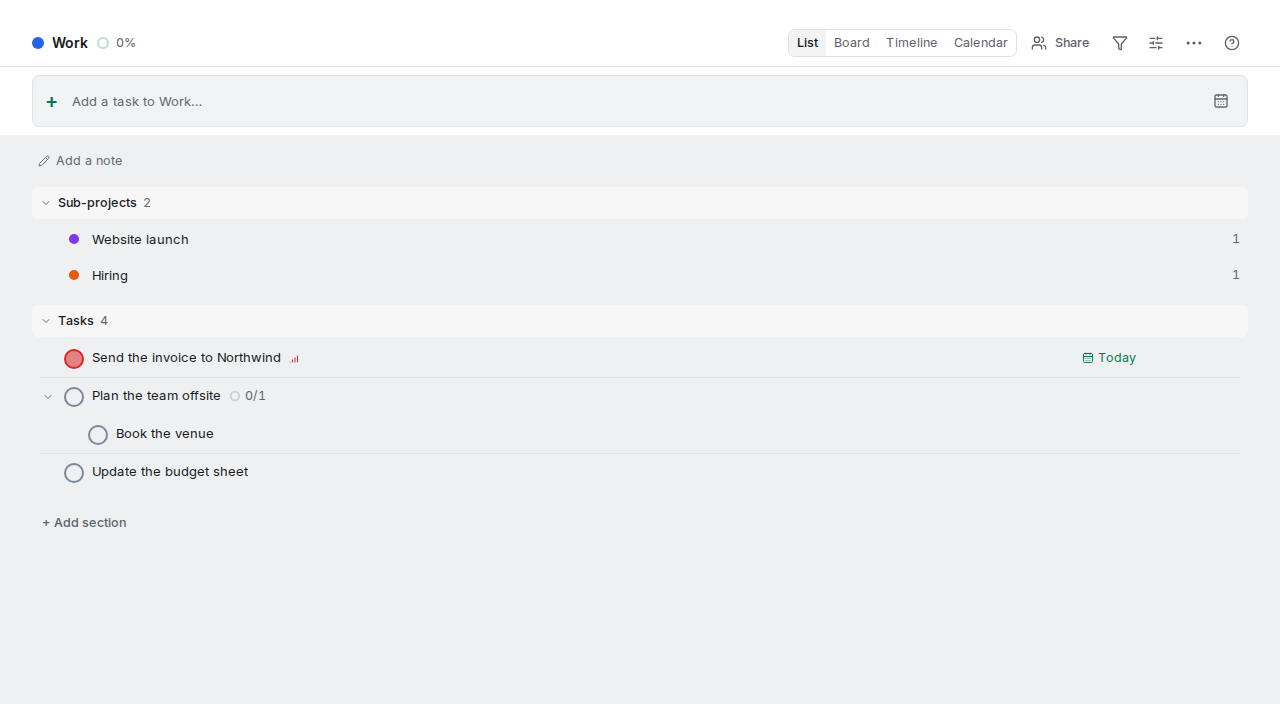 Work 0% List Board Timeline Calendar Share
+ Add a task to Work...
Add a note
Sub-projects 2
Website launch 1
Hiring 1
Tasks 4
Send the invoice to Northwind Today
Plan the team offsite 0/1
Book the venue
Update the budget sheet
+ Add section